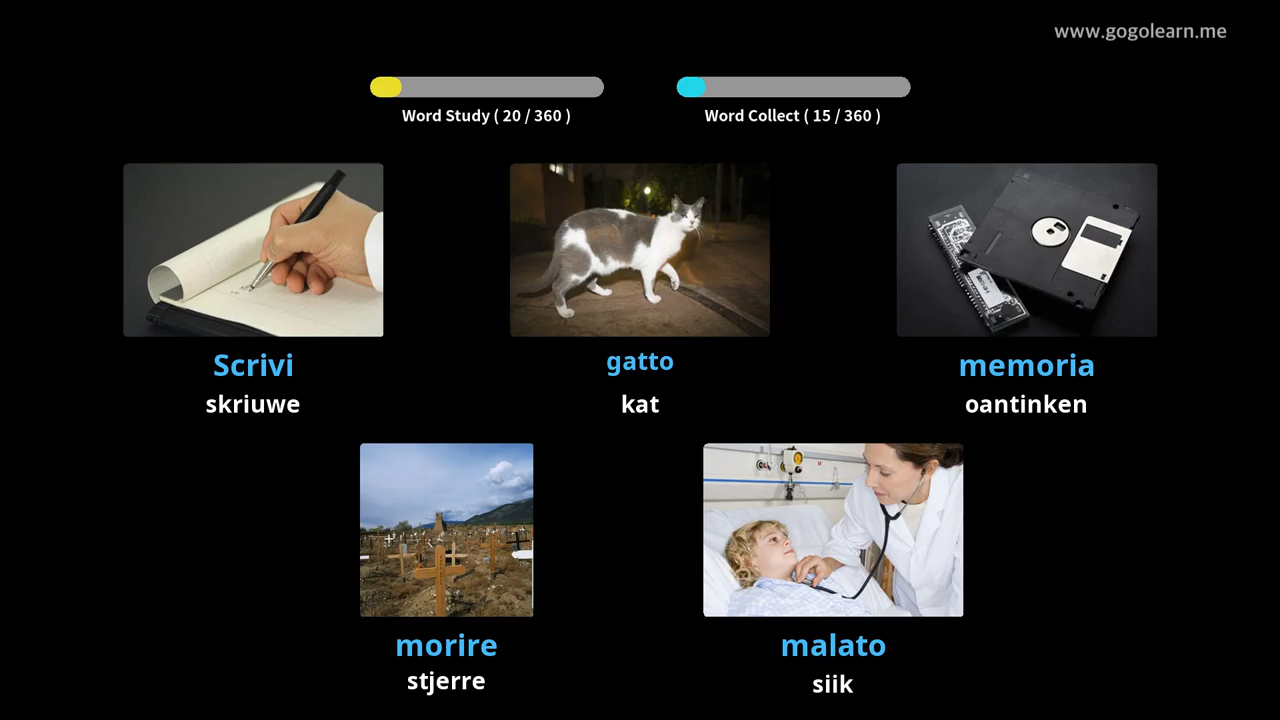 www.gogolearn.me
Word Study ( 20 / 360 )
Word Collect ( 15 / 360 )
Scrivi
skriuwe
gatto
kat
memoria
oantinken
morire
stjerre
malato
siik